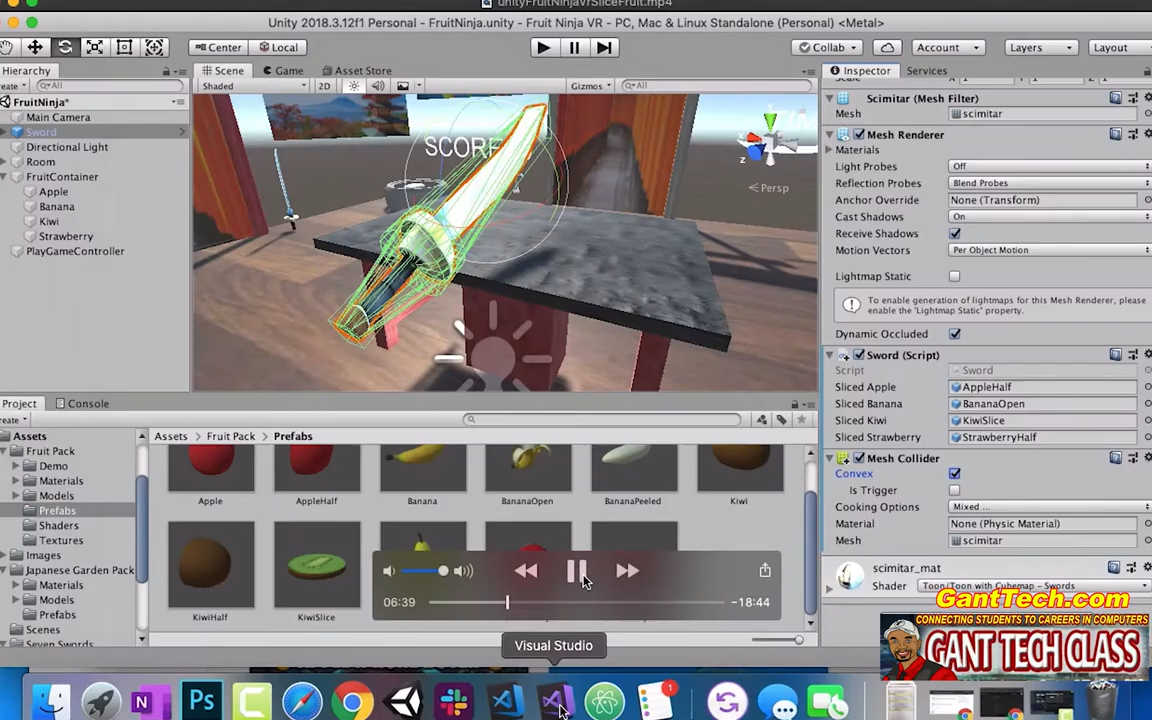 unityFruitNinjaVrSliceFruit.mp4
Unity 2018.3.12f1 Personal - FruitNinja.unity - Fruit Ninja VR - PC, Mac & Linux Standalone (Personal) <Metal>
Center
Local
Collab
Account
Layers
Layout
Hierarchy
Scene
Game
Asset Store
Inspector
Services
All
Shaded
2D
Gizmos
All
FruitNinja*
Main Camera
Sword
Directional Light
Room
FruitContainer
Apple
Banana
Kiwi
Strawberry
PlayGameController
SCORE
y
z
Persp
Scimitar (Mesh Filter)
Mesh
scimitar
Mesh Renderer
Materials
Light Probes
Off
Reflection Probes
Blend Probes
Anchor Override
None (Transform)
Cast Shadows
On
Receive Shadows
Motion Vectors
Per Object Motion
Lightmap Static
To enable generation of lightmaps for this Mesh Renderer, please
enable the 'Lightmap Static' property.
Dynamic Occluded
Sword (Script)
Script
Sword
Sliced Apple
AppleHalf
Sliced Banana
BananaOpen
Sliced Kiwi
KiwiSlice
Sliced Strawberry
StrawberryHalf
Mesh Collider
Convex
Is Trigger
Cooking Options
Mixed ...
Material
None (Physic Material)
Mesh
scimitar
scimitar_mat
Shader
Toon/Toon with Cubemap - Swords
Project
Console
Assets
Fruit Pack
Demo
Materials
Models
Prefabs
Shaders
Textures
Images
Japanese Garden Pack
Materials
Models
Prefabs
Scenes
Seven Swords
Assets
Fruit Pack
Prefabs
Apple
AppleHalf
Banana
BananaOpen
BananaPeeled
Kiwi
KiwiHalf
KiwiSlice
06:39
-18:44
Visual Studio
GanttTech.com
CONNECTING STUDENTS TO CAREERS IN COMPUTERS
GANT TECH CLASS
N
Ps
C
1